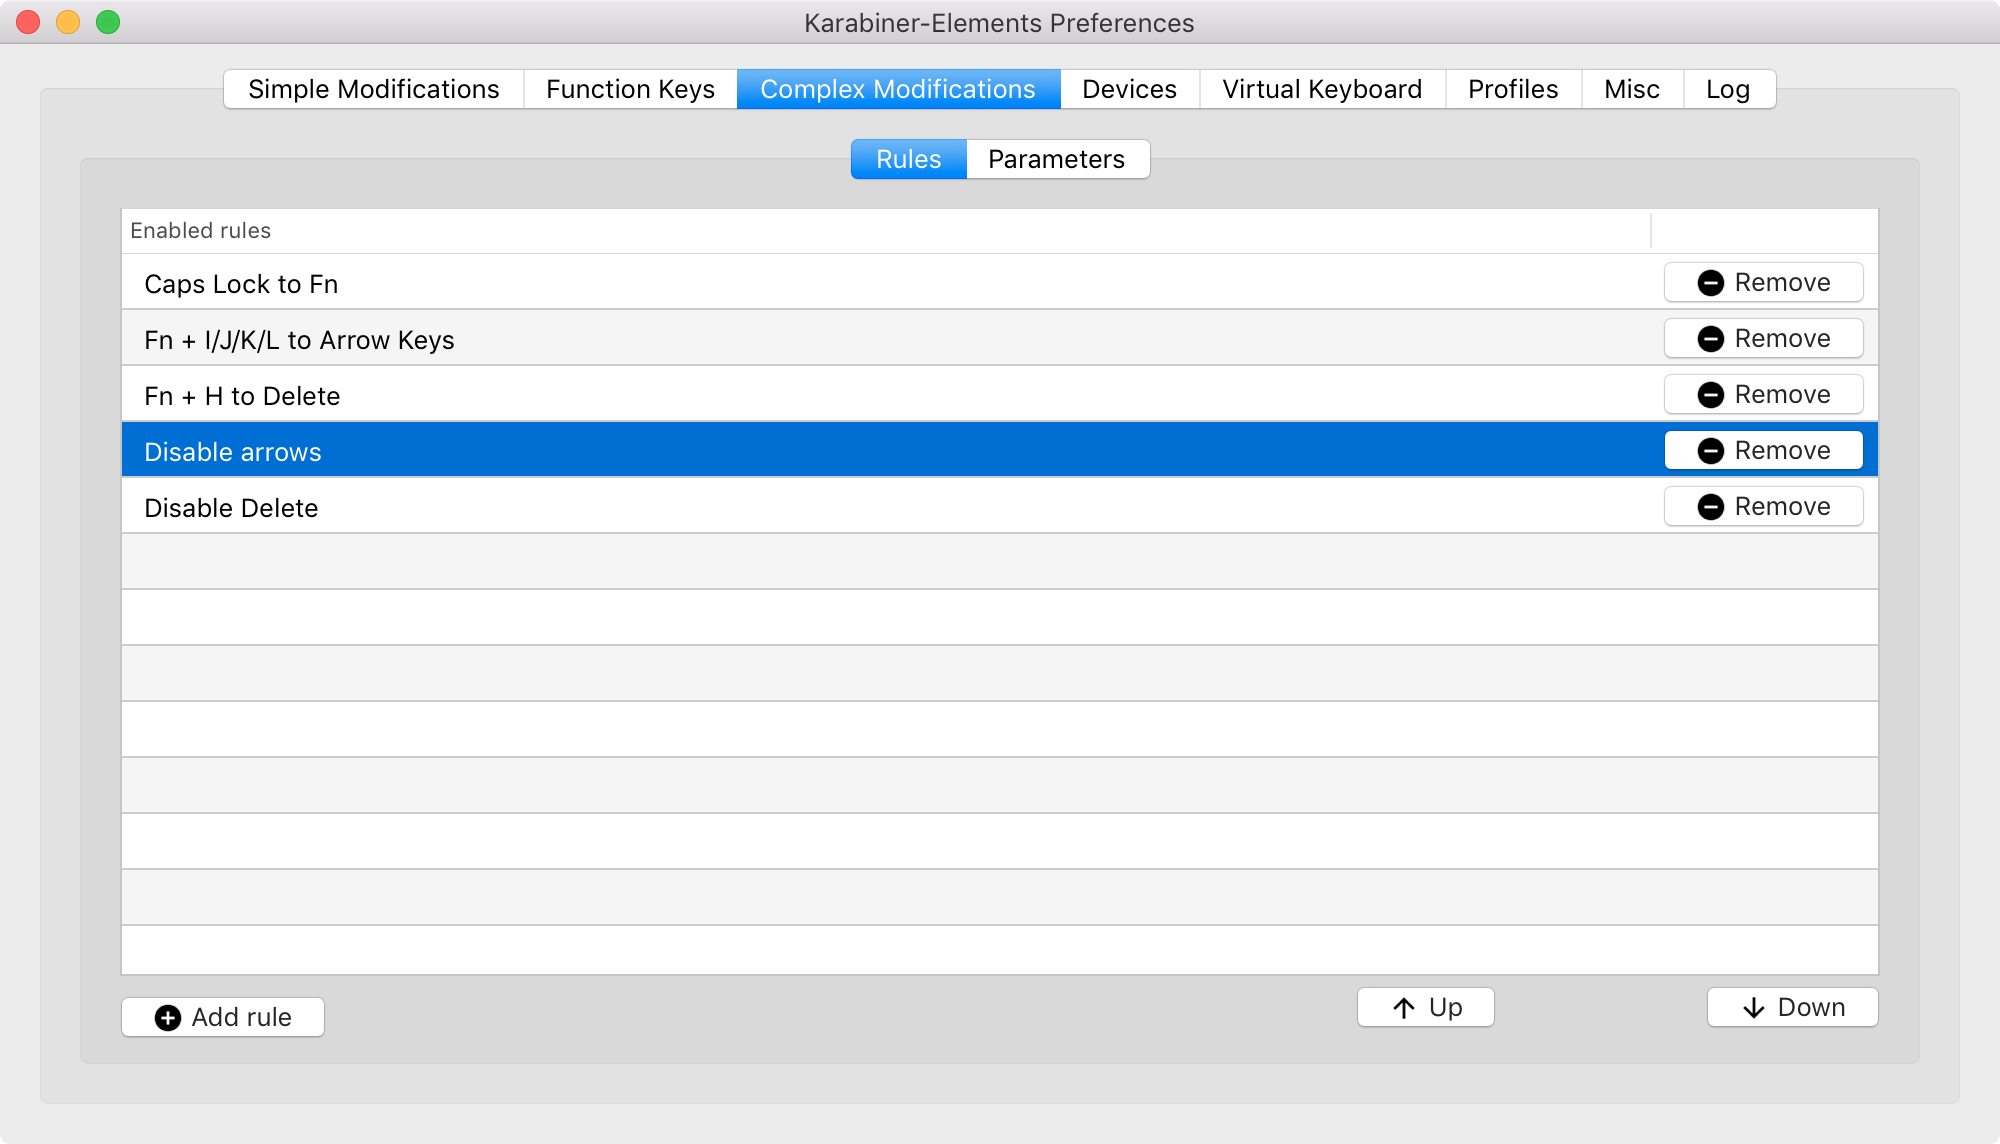 Karabiner-Elements Preferences
Simple Modifications Function Keys Complex Modifications Devices Virtual Keyboard Profiles Misc Log
Rules Parameters
Enabled rules
Caps Lock to Fn Remove
Fn + I/J/K/L to Arrow Keys Remove
Fn + H to Delete Remove
Disable arrows Remove
Disable Delete Remove
Add rule Up Down